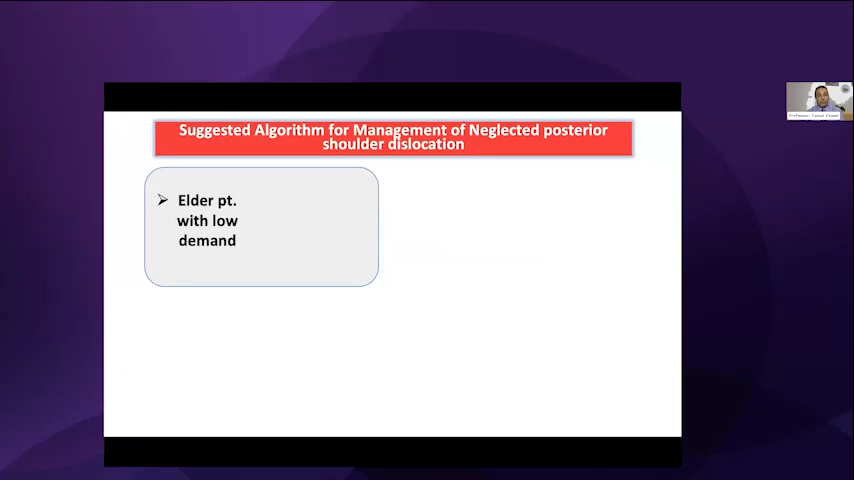 Suggested Algorithm for Management of Neglected posterior
shoulder dislocation
➢ Elder pt.
with low
demand